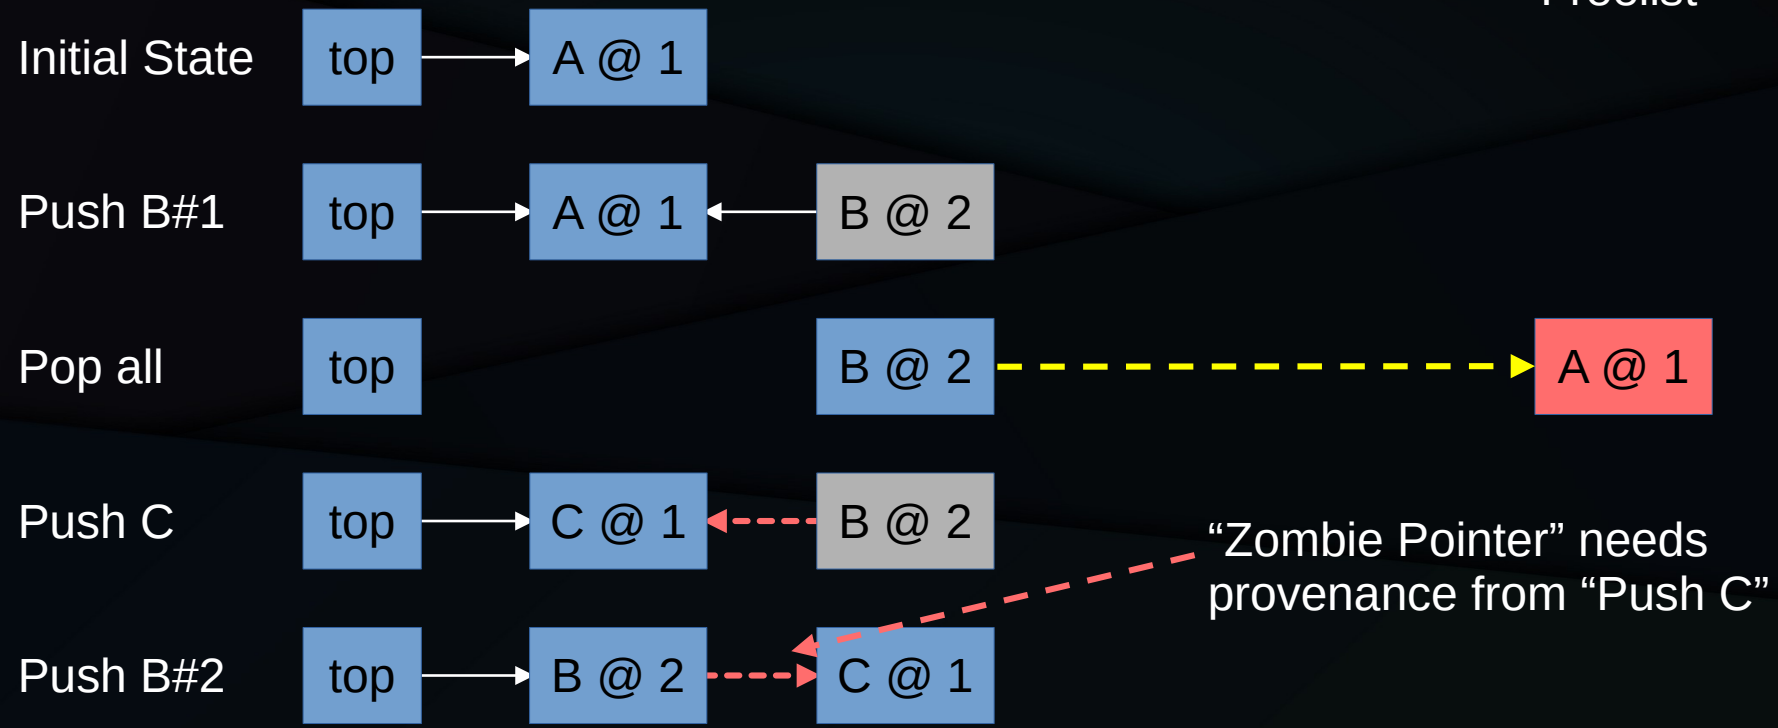 Initial State top A @ 1
Push B#1 top A @ 1 B @ 2
Pop all top B @ 2 A @ 1
Push C top C @ 1 B @ 2
“Zombie Pointer” needs
provenance from “Push C”
Push B#2 top B @ 2 C @ 1